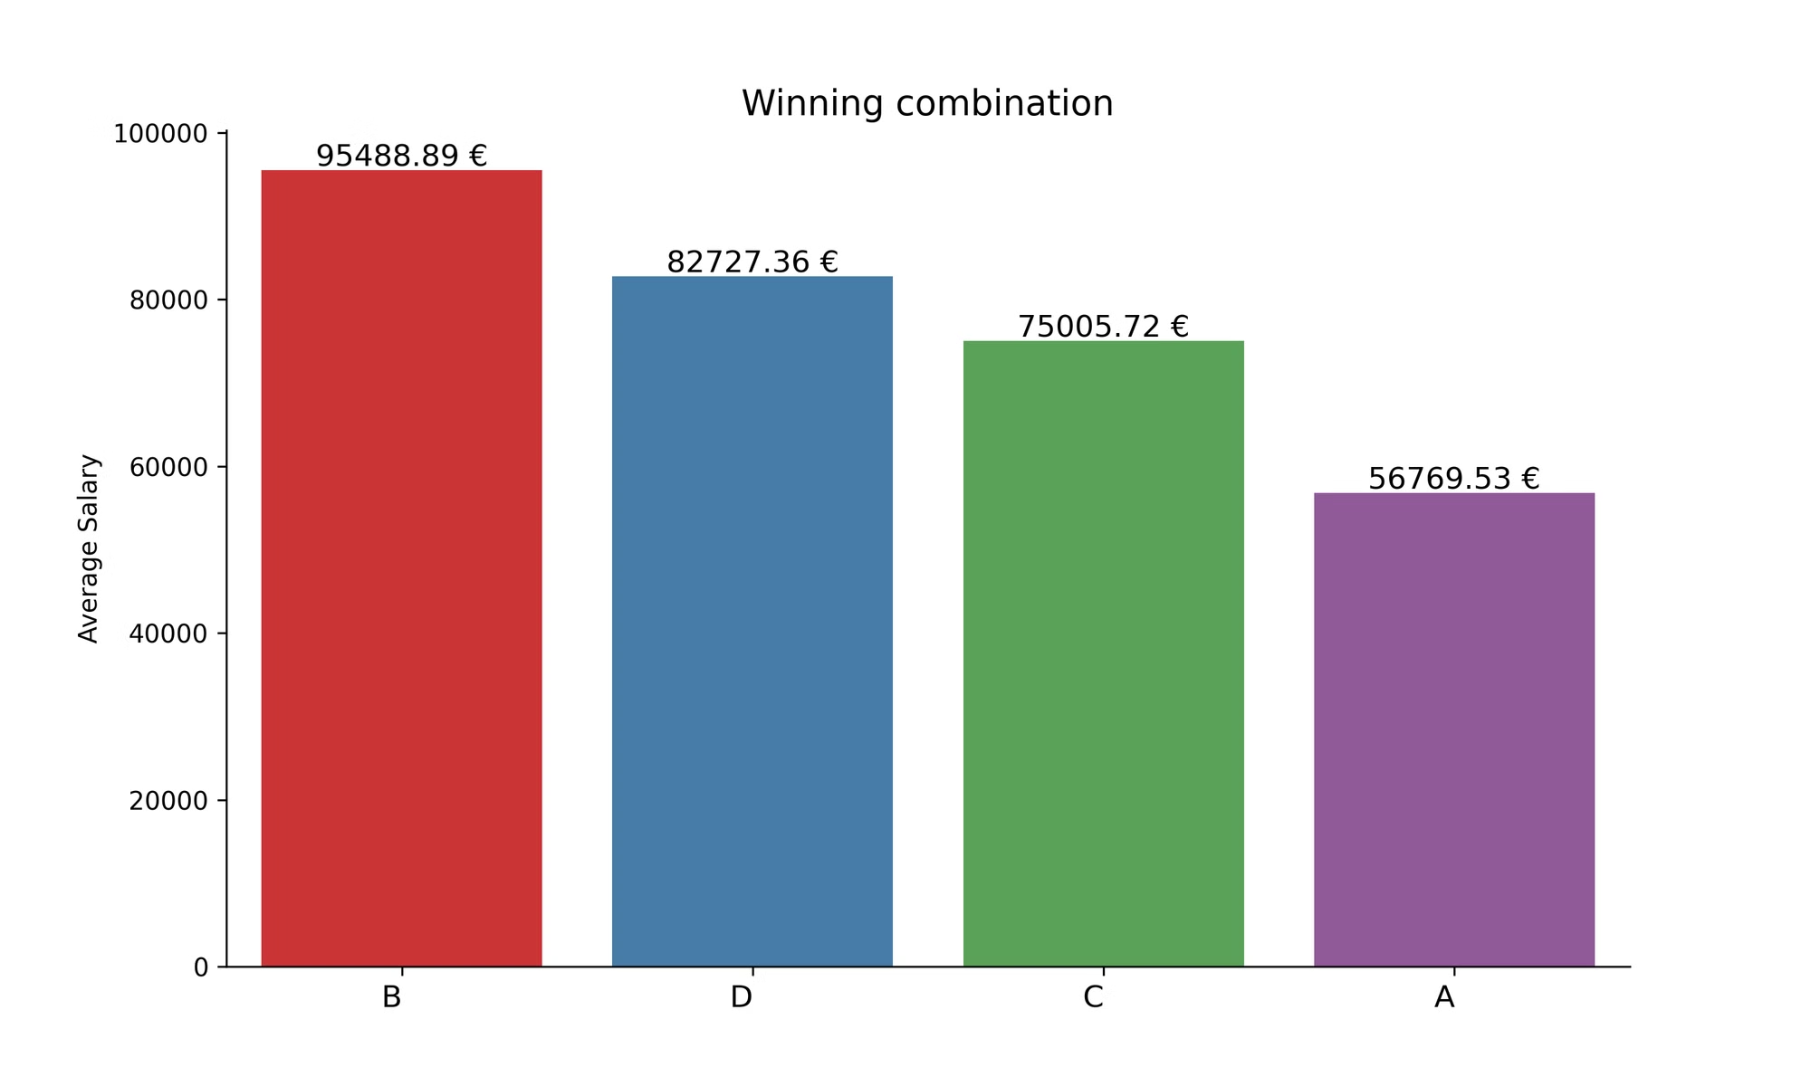 Winning combination
100000
80000
60000
40000
20000
0
Average Salary
95488.89 €
82727.36 €
75005.72 €
56769.53 €
B
D
C
A